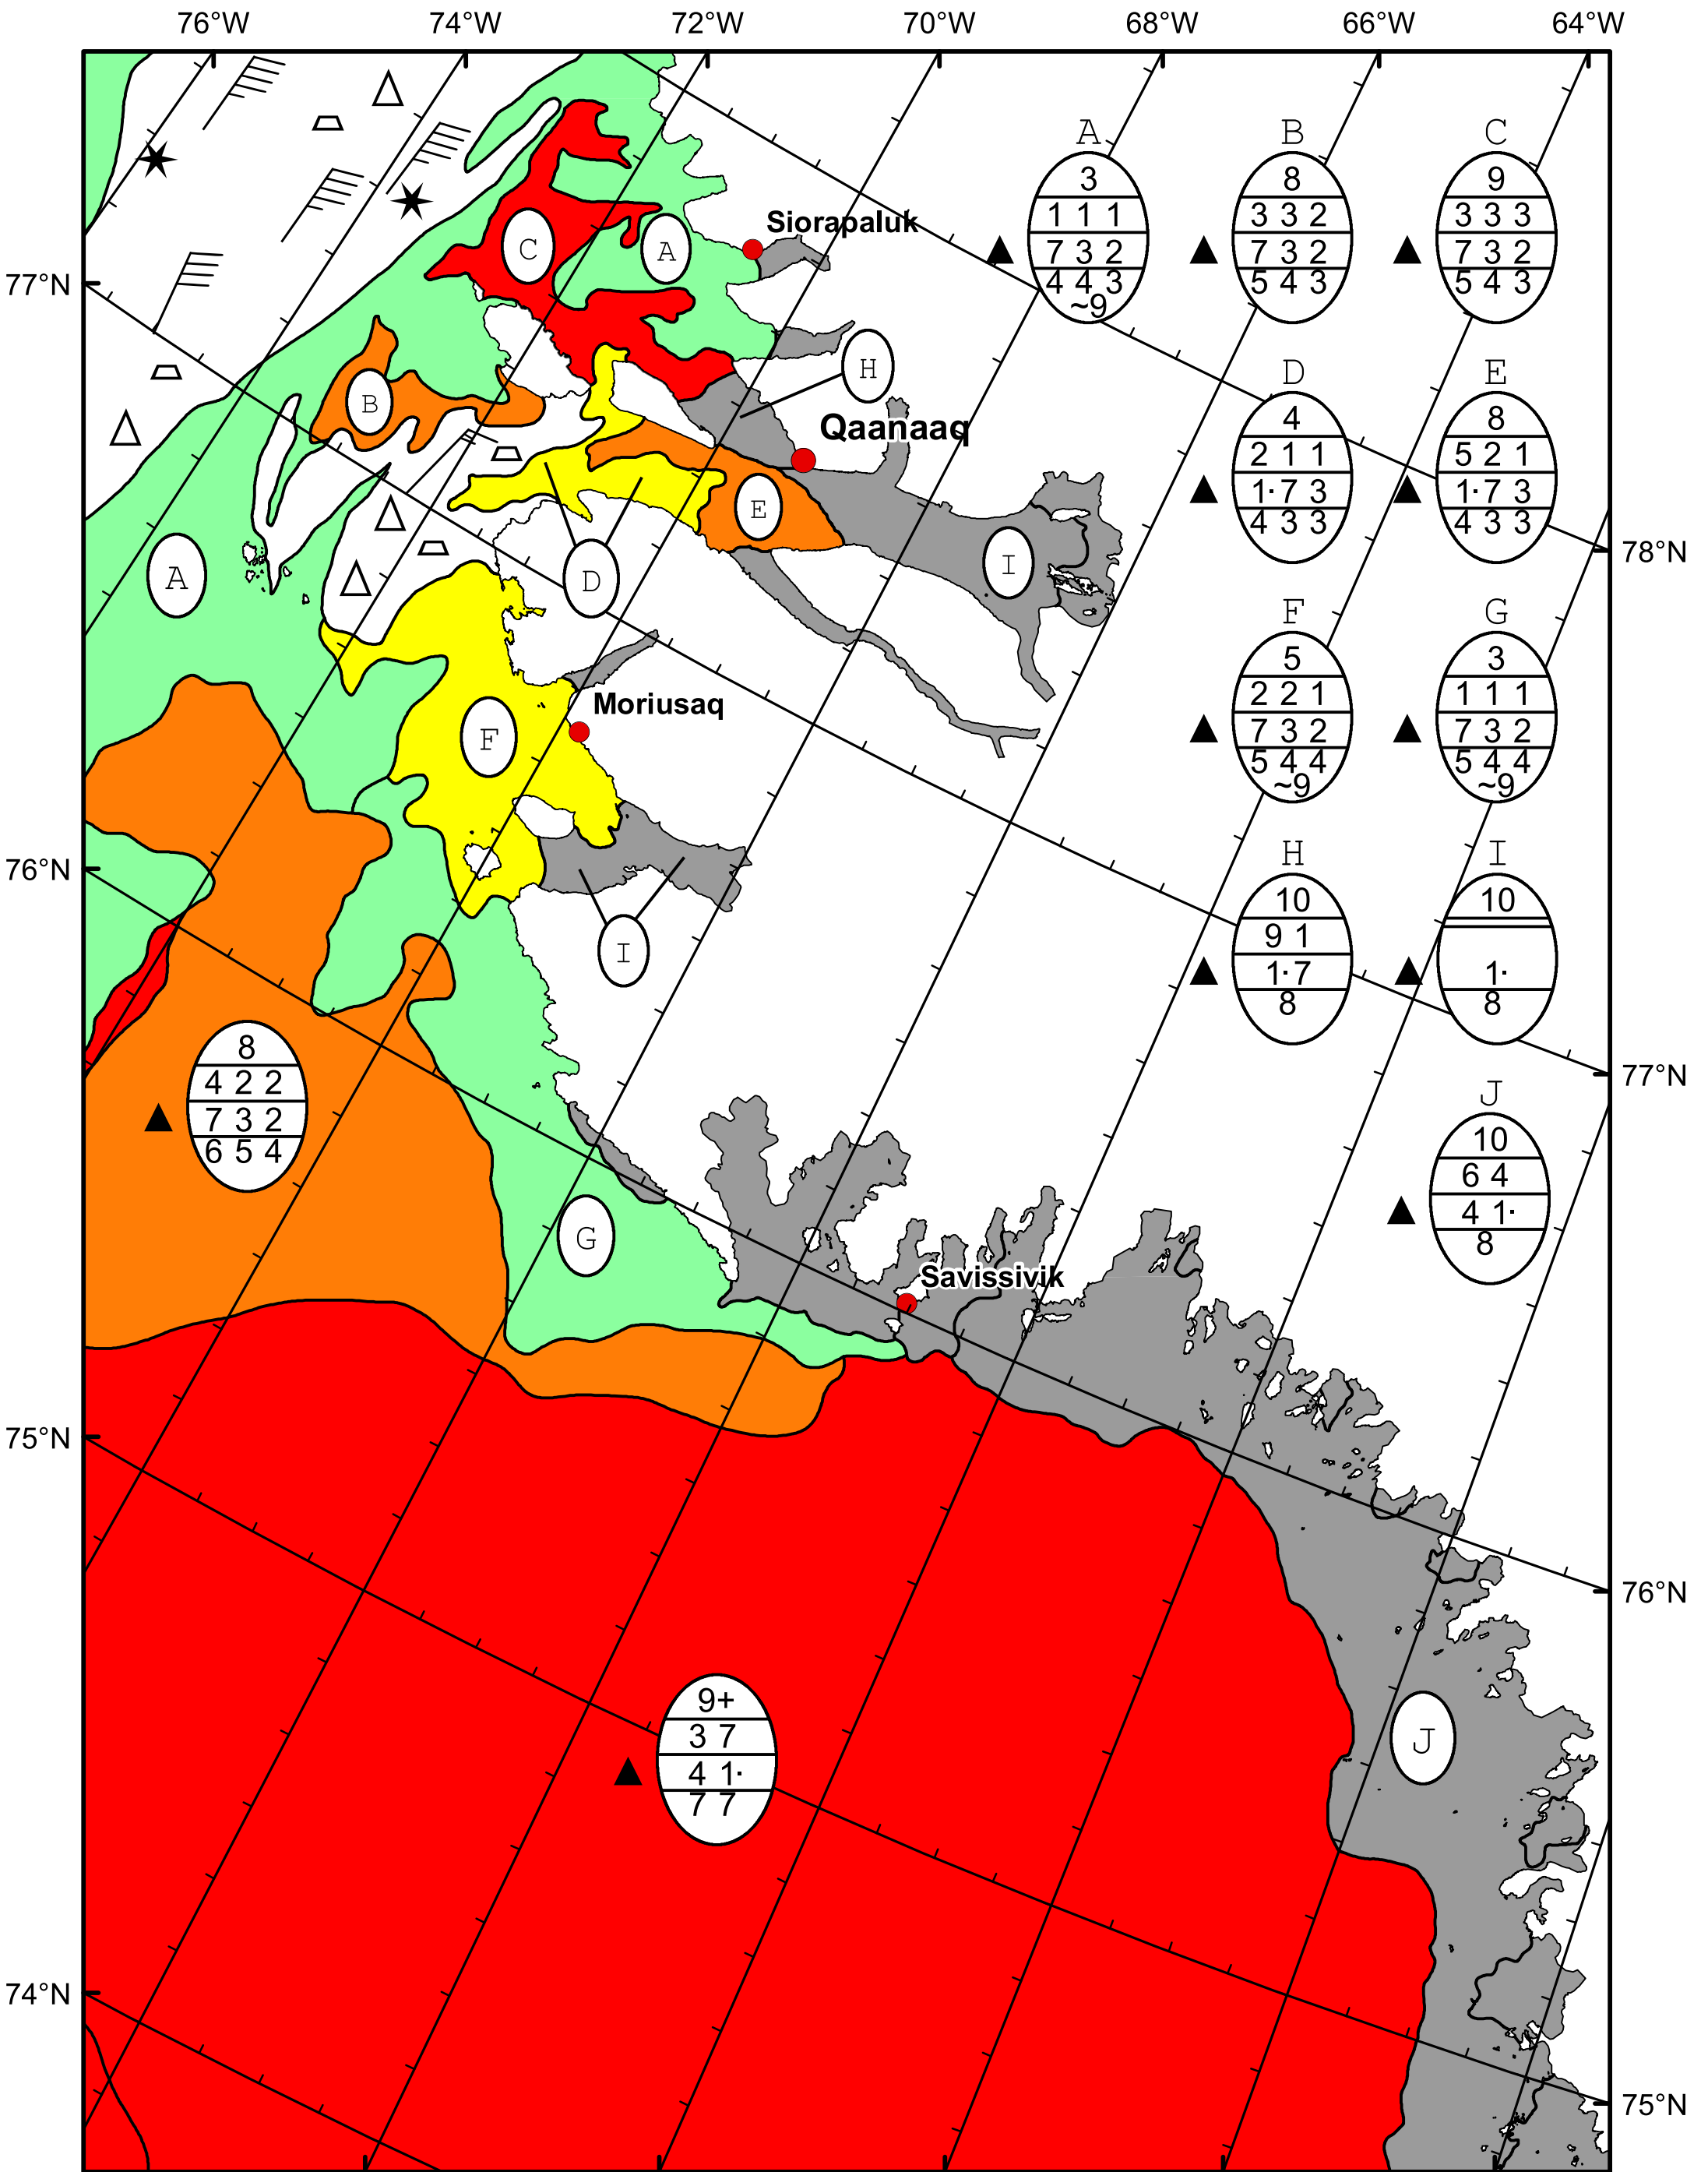 76°W 74°W 72°W 70°W 68°W 66°W 64°W
A B C
3 8 9
1 1 1 3 3 2 3 3 3
7 3 2 7 3 2 7 3 2
4 4 3 5 4 3 5 4 3
~9
Siorapaluk
C A
77°N
H
D E
B
4 8
Qaanaaq
2 1 1 5 2 1
1·7 3 1·7 3
4 3 3 4 3 3
E
78°N
I
A D
F G
5 3
2 2 1 1 1 1
Moriusaq
7 3 2 7 3 2
F
5 4 4 5 4 4
~9 ~9
H I
76°N
10 10
9 1
I
1·7 1·
8 8
8
77°N
4 2 2
J
7 3 2
10
6 5 4
6 4
4 1·
G
8
Savissivik
75°N
76°N
9+
3 7
J
4 1·
7 7
74°N
75°N